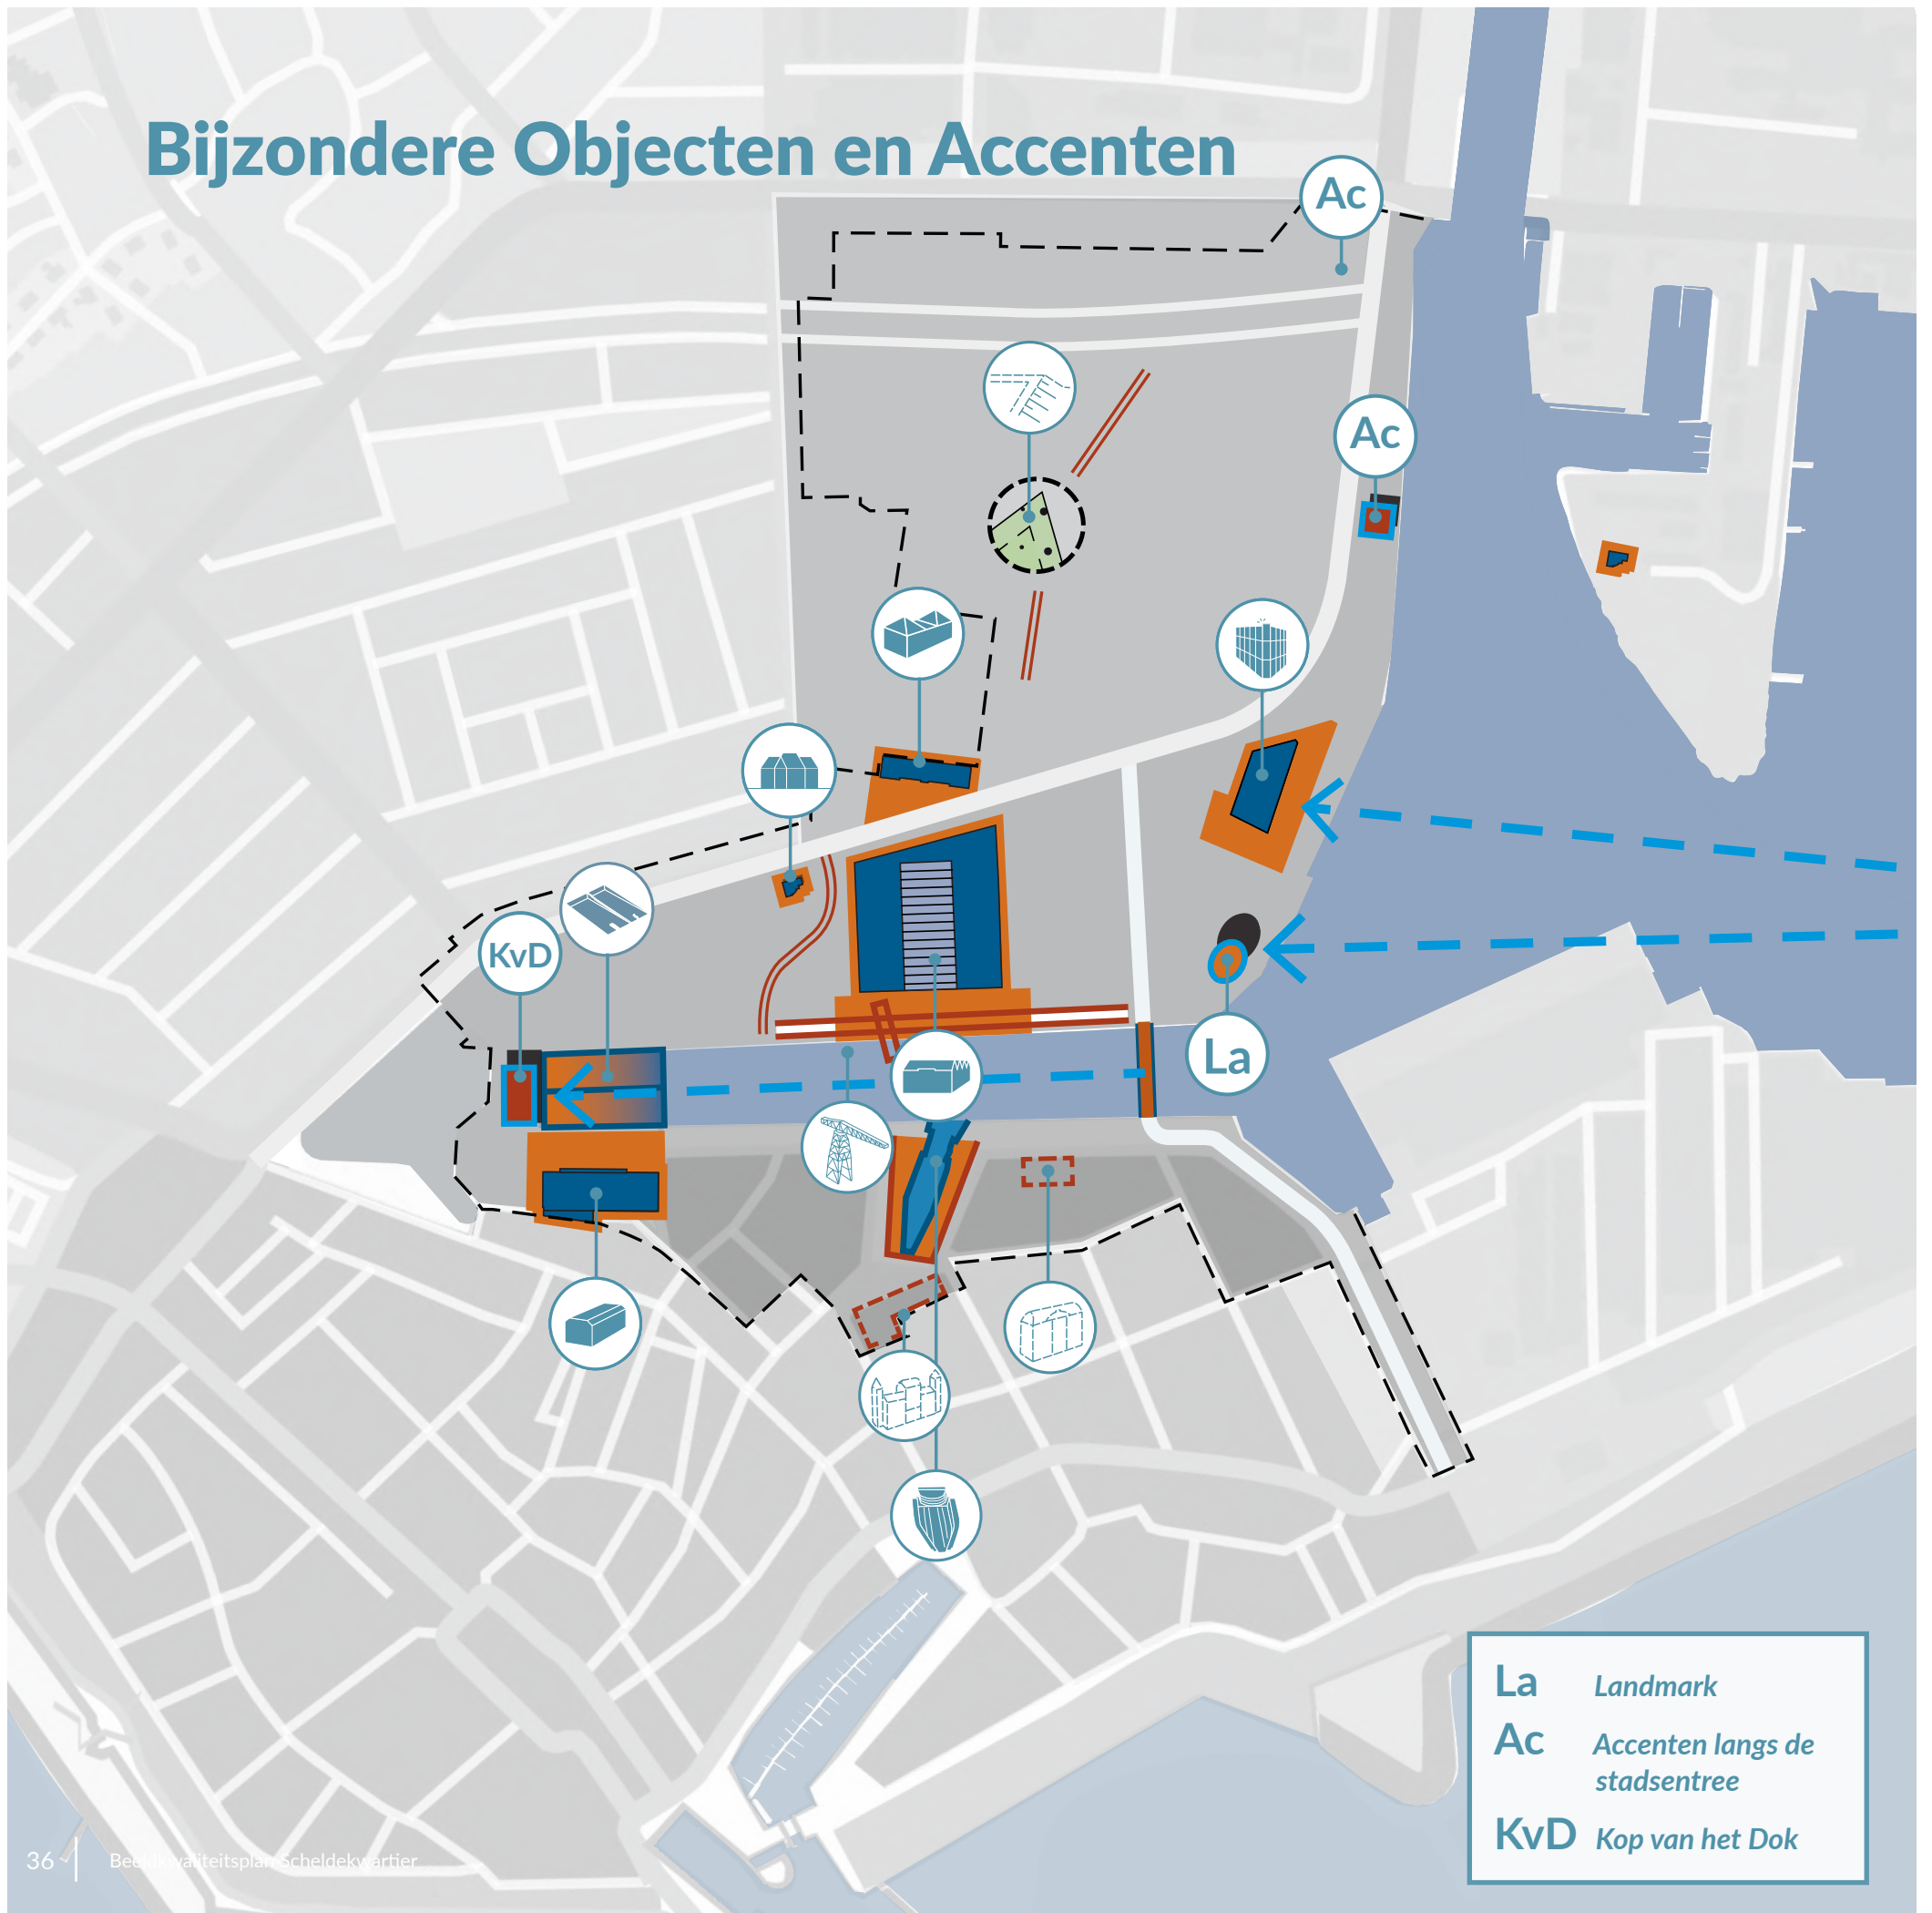 Bijzondere Objecten en Accenten
Ac
Ac
KvD
La
La Landmark
Ac Accenten langs de
stadsentree
KvD Kop van het Dok
36 Beeldkwaliteitsplan Scheldekwartier